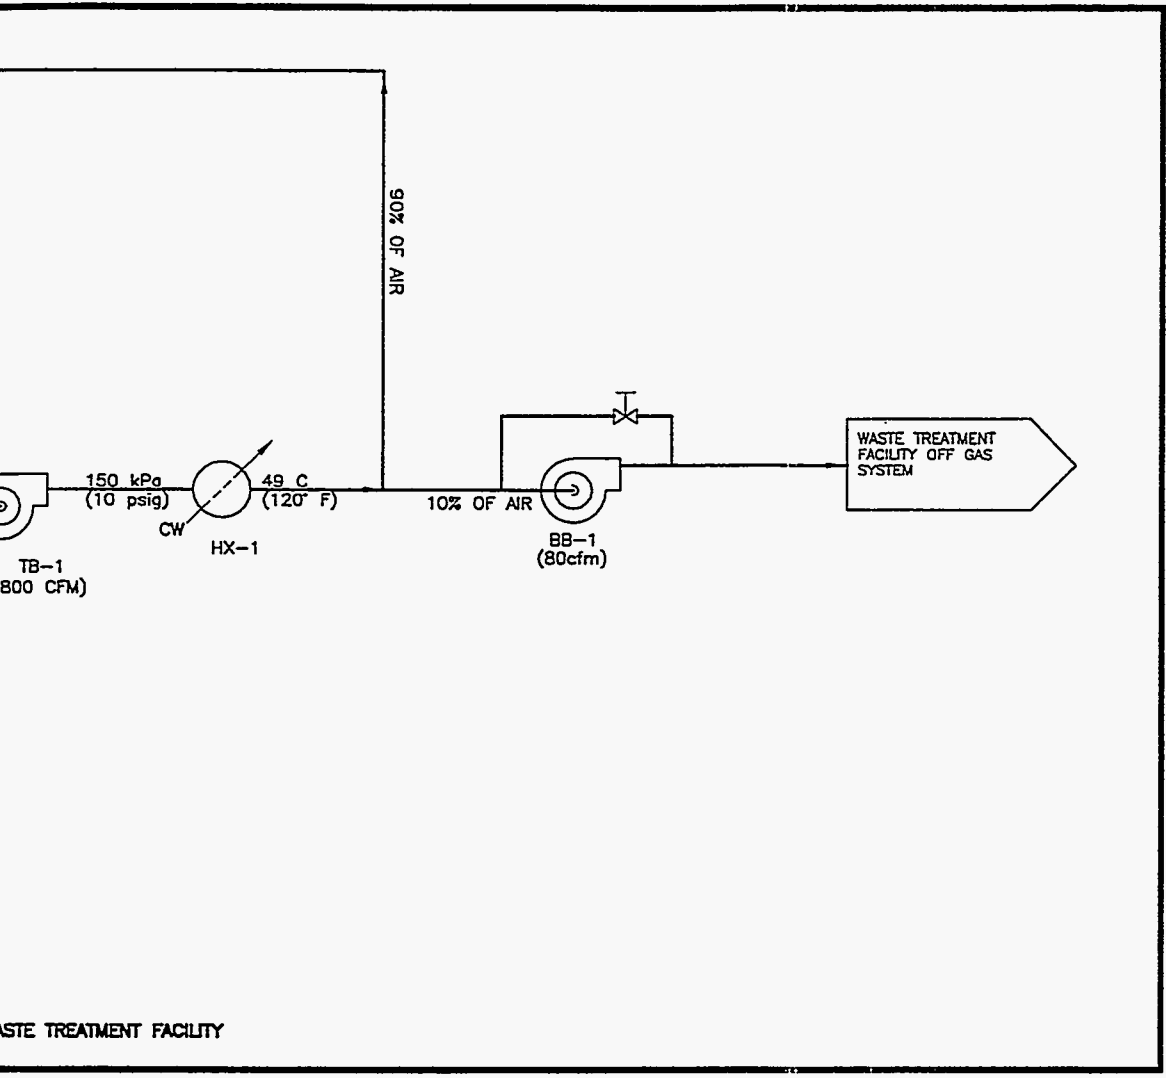 90% OF AIR
WASTE TREATMENT
FACILITY OFF GAS
SYSTEM
150 kPa
(10 psig)
49 C
(120° F)
10% OF AIR
CW
HX-1
BB-1
(80cfm)
TB-1
800 CFM)
ASTE TREATMENT FACILITY